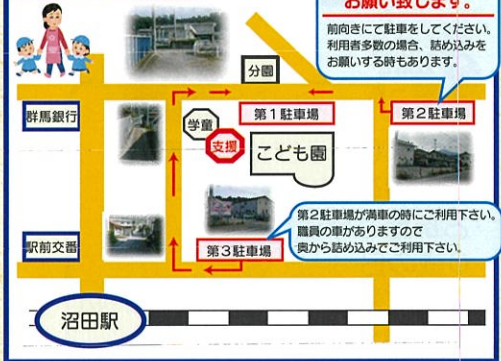 お願い致します。
前向きにて駐車をしてください。
利用者多数の場合、詰め込みを
お願いする時もあります。
分園
群馬銀行
学童
第1駐車場
第2駐車場
支援
こども園
第2駐車場が満車の時にご利用下さい。
職員の車がありますので
奥から詰め込みでご利用下さい。
駅前交番
第3駐車場
沼田駅